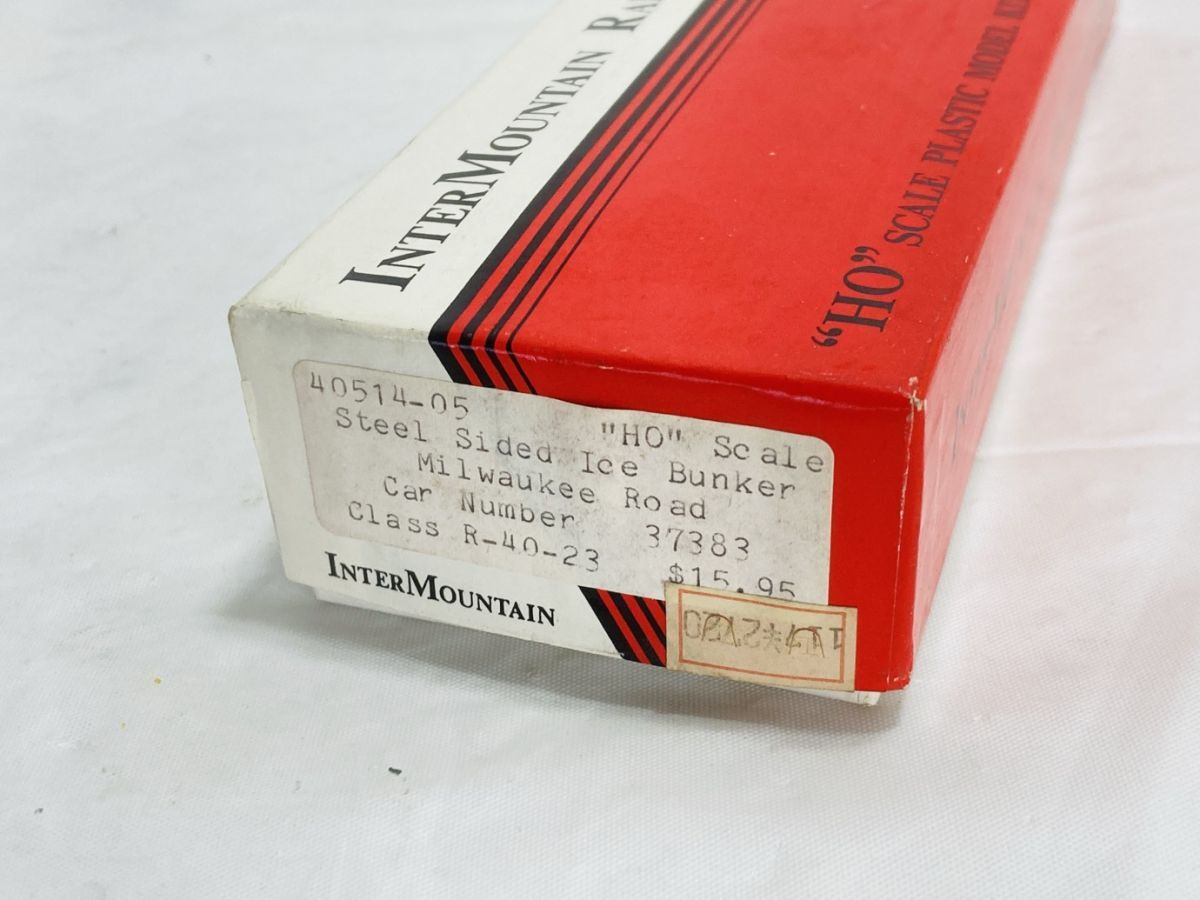 INTERMOUNTAIN
"HO" SCALE PLASTIC MODEL
40514-05 "HO" Scale
Steel Sided Ice Bunker
Milwaukee Road
Car Number 37383
Class R-40-23 $15.95
INTERMOUNTAIN